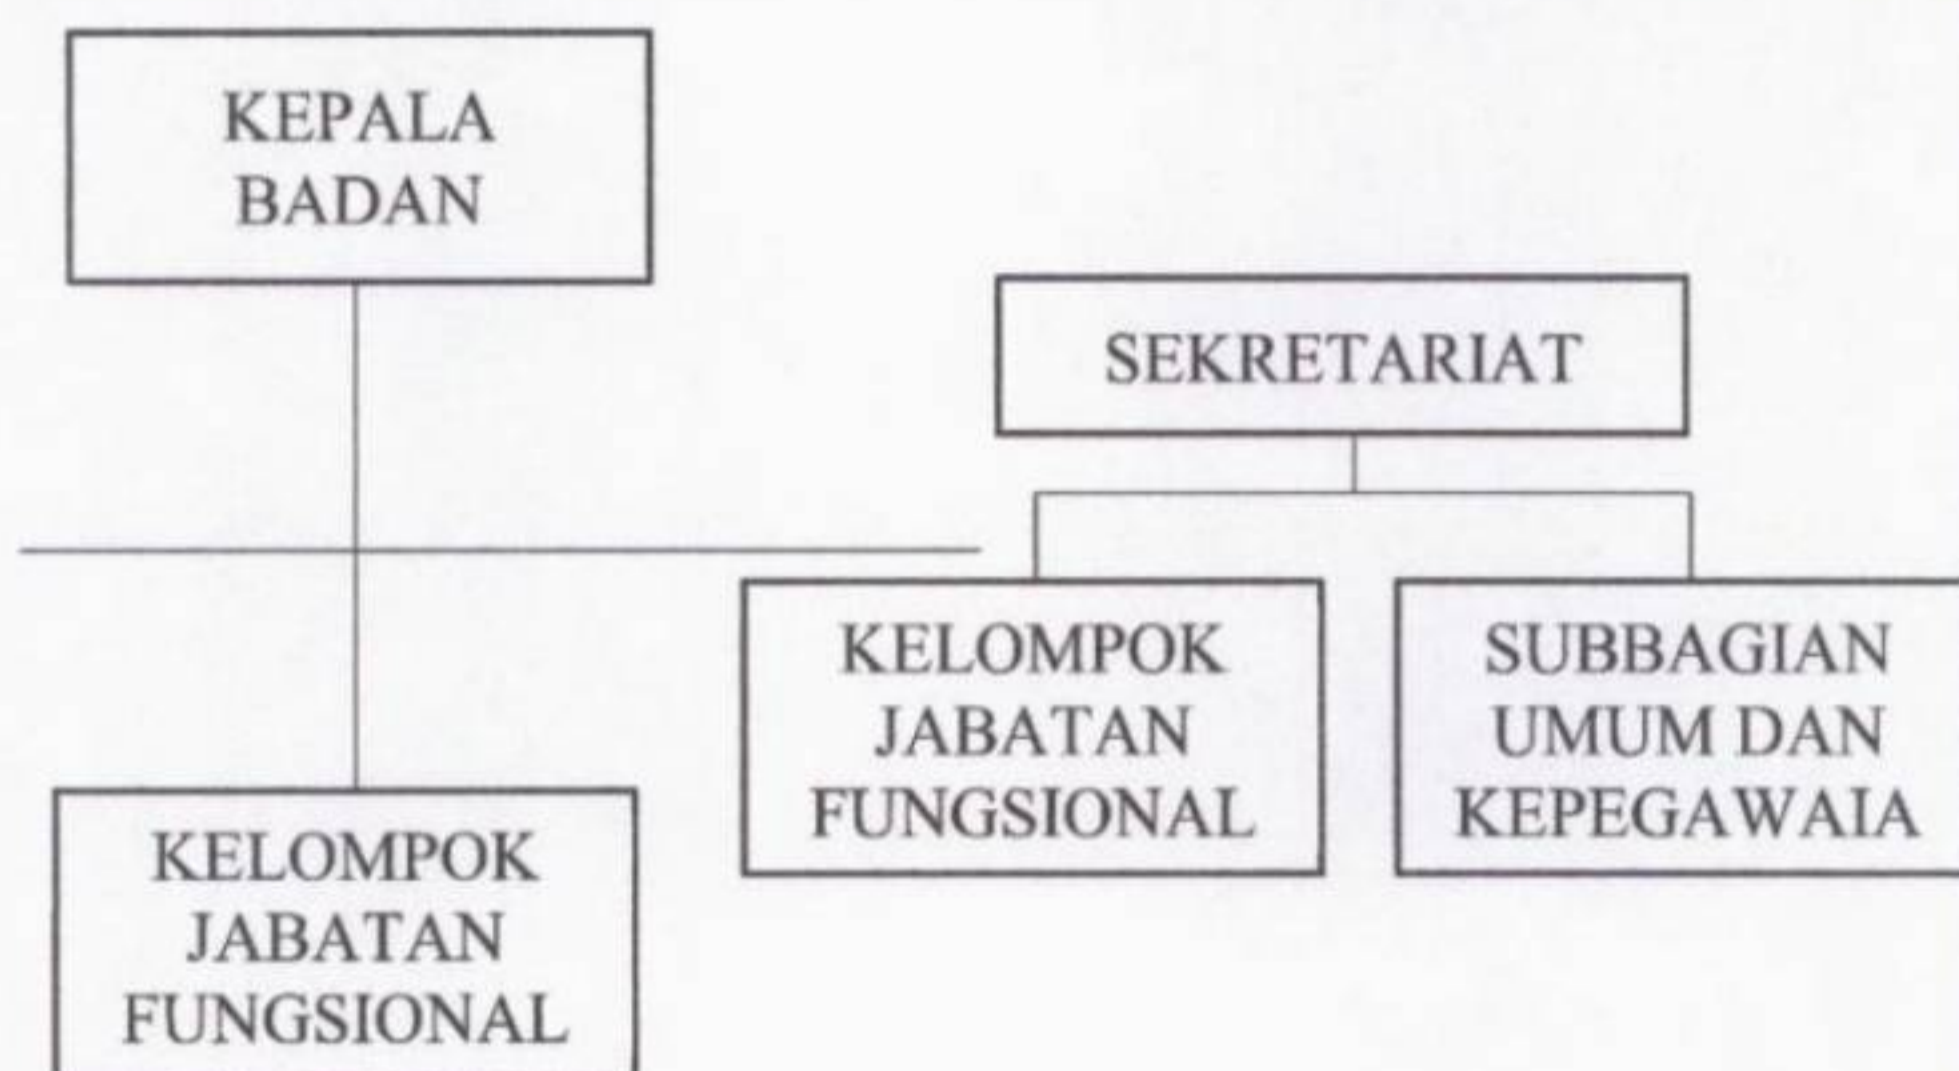 KEPALA
BADAN
SEKRETARIAT
KELOMPOK
JABATAN
FUNGSIONAL
SUBBAGIAN
UMUM DAN
KEPEGAWAIA
KELOMPOK
JABATAN
FUNGSIONAL